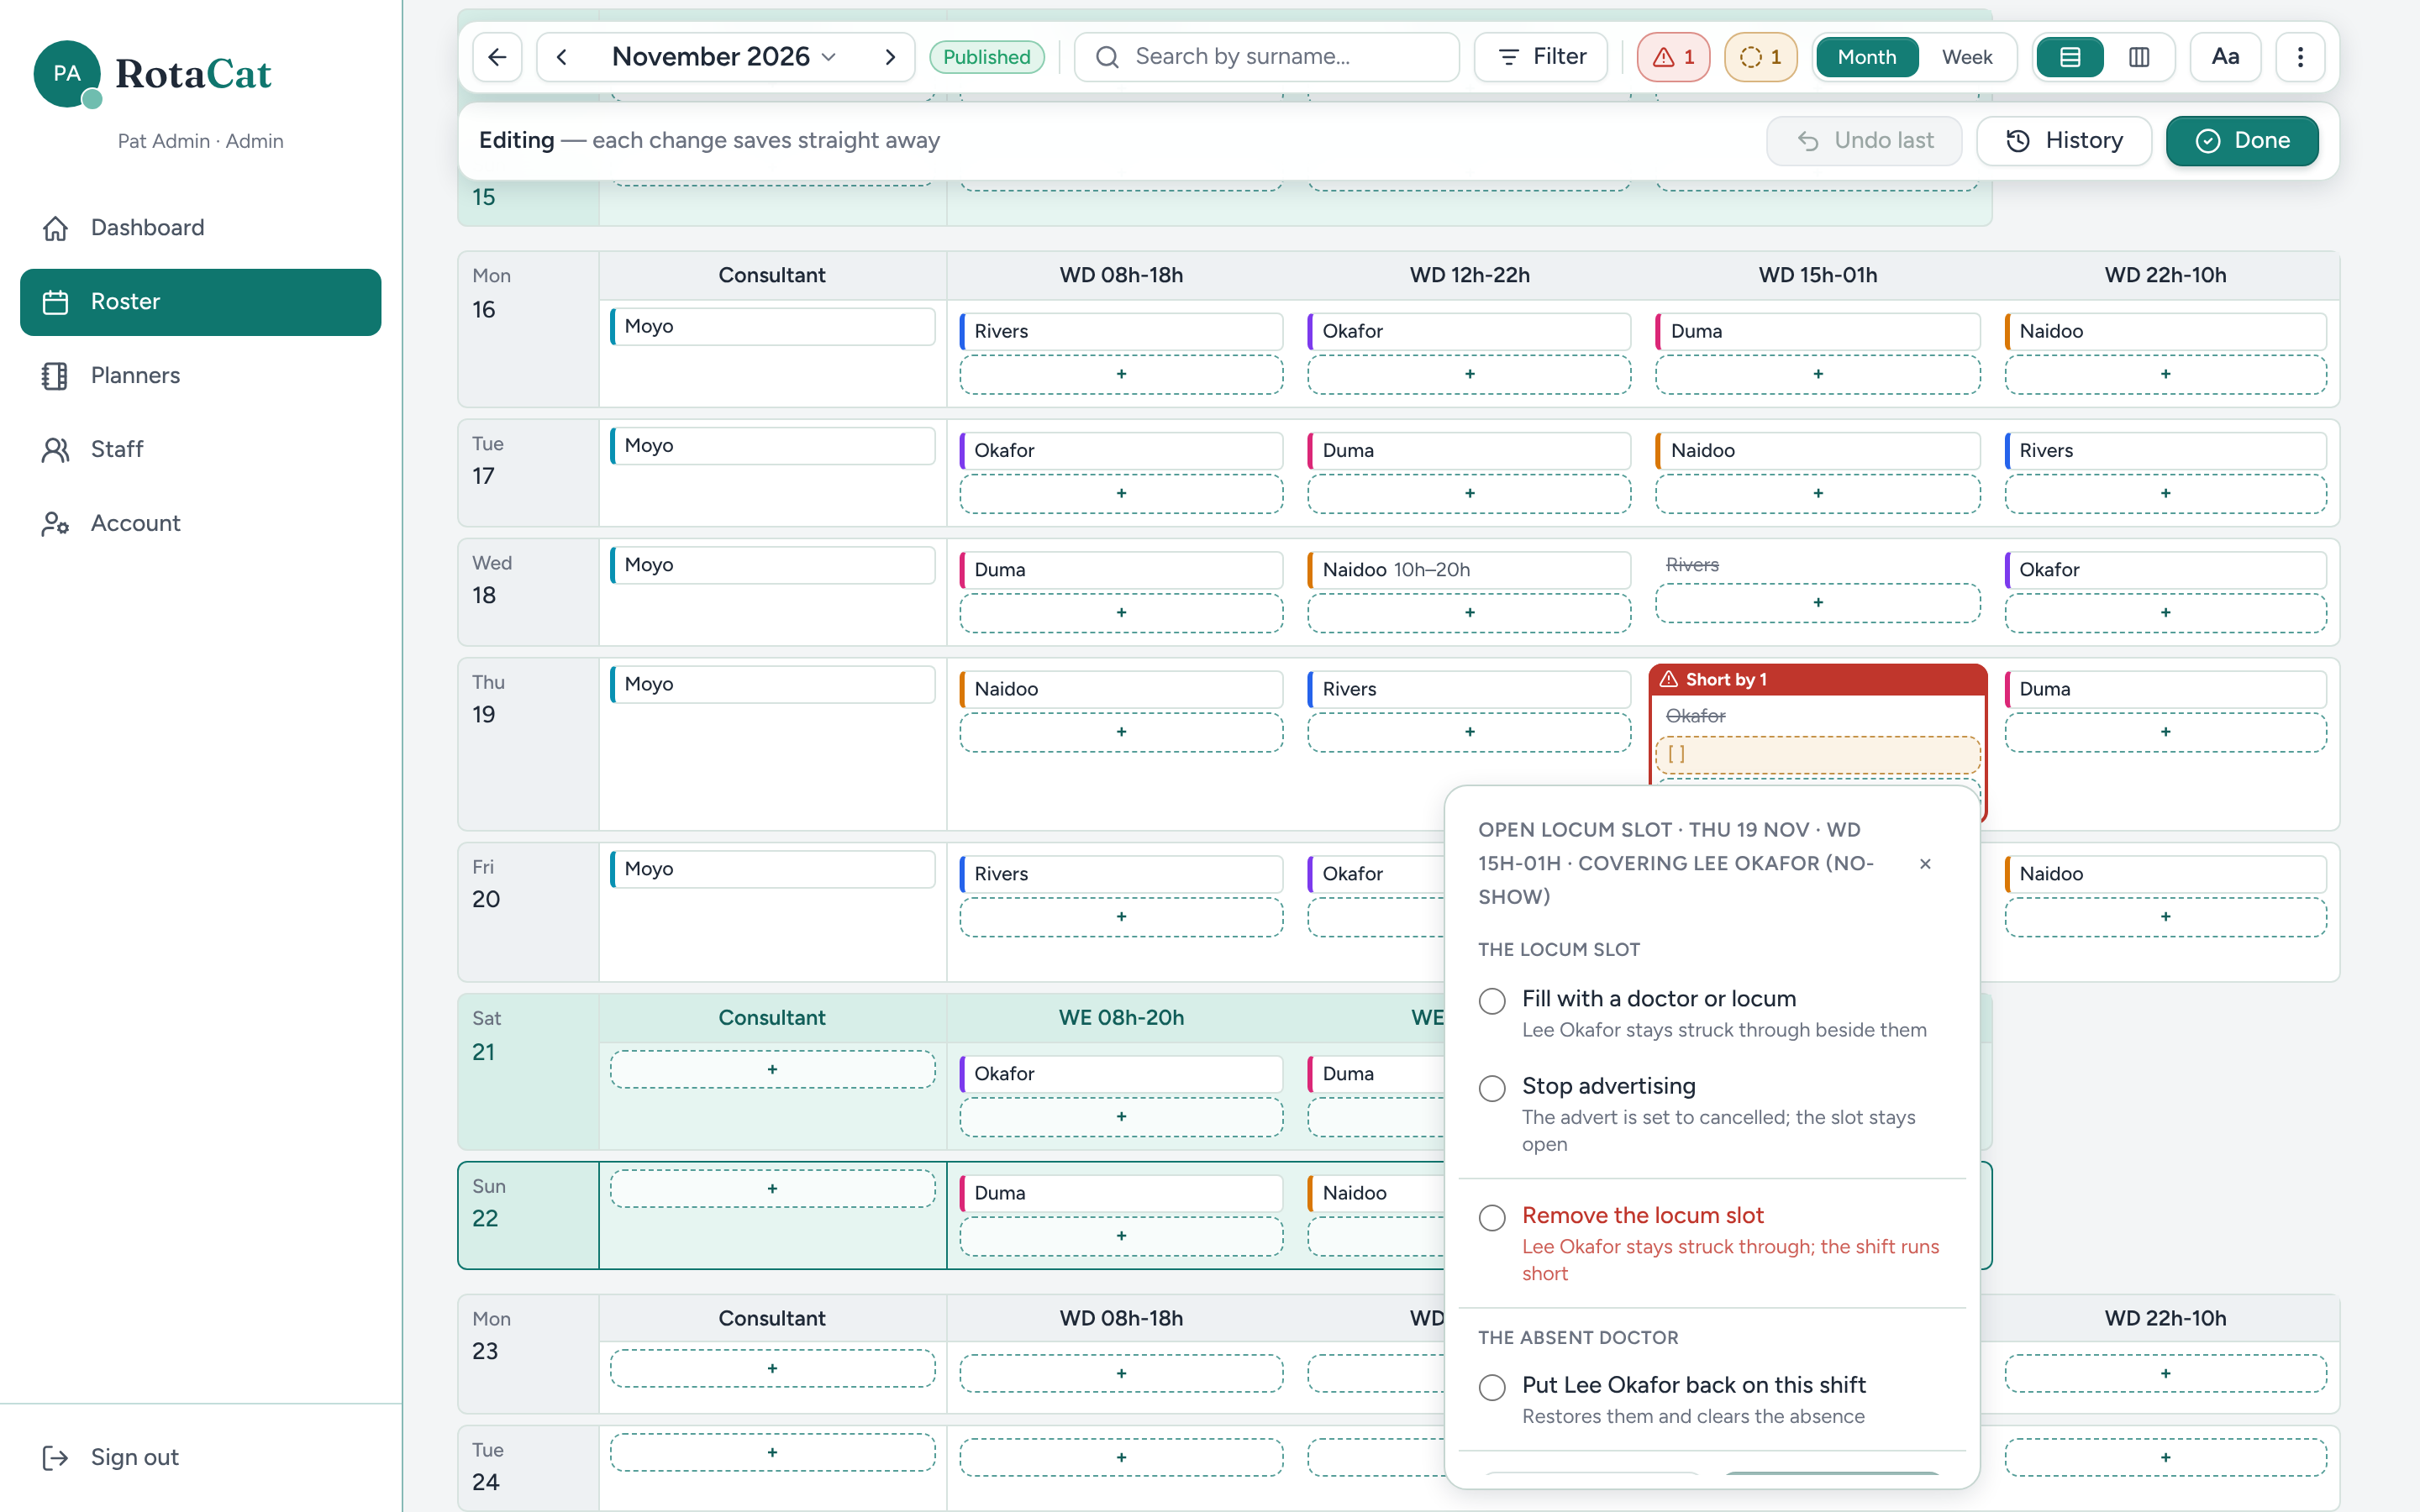 PA
RotaCat
Pat Admin · Admin
Dashboard
Roster
Planners
Staff
Account
Sign out
November 2026
Published
Search by surname...
Filter
1
1
Month
Week
Aa
Editing — each change saves straight away
Undo last
History
Done
15
Mon
16
Consultant
WD 08h-18h
WD 12h-22h
WD 15h-01h
WD 22h-10h
Moyo
Rivers
Okafor
Duma
Naidoo
+
+
+
+
Tue
17
Moyo
Okafor
Duma
Naidoo
Rivers
+
+
+
+
Wed
18
Moyo
Duma
Naidoo 10h–20h
Rivers
Okafor
+
+
+
+
Thu
19
Moyo
Naidoo
Rivers
Short by 1
Okafor
[ ]
Duma
+
+
+
Fri
20
Moyo
Rivers
Okafor
Naidoo
+
+
Sat
21
Consultant
WE 08h-20h
WE
+
Okafor
Duma
+
Sun
22
+
Duma
Naidoo
+
Mon
23
Consultant
WD 08h-18h
WD
WD 22h-10h
+
+
+
Tue
24
+
+
+
OPEN LOCUM SLOT · THU 19 NOV · WD
15H-01H · COVERING LEE OKAFOR (NO-
SHOW)
×
THE LOCUM SLOT
Fill with a doctor or locum
Lee Okafor stays struck through beside them
Stop advertising
The advert is set to cancelled; the slot stays
open
Remove the locum slot
Lee Okafor stays struck through; the shift runs
short
THE ABSENT DOCTOR
Put Lee Okafor back on this shift
Restores them and clears the absence